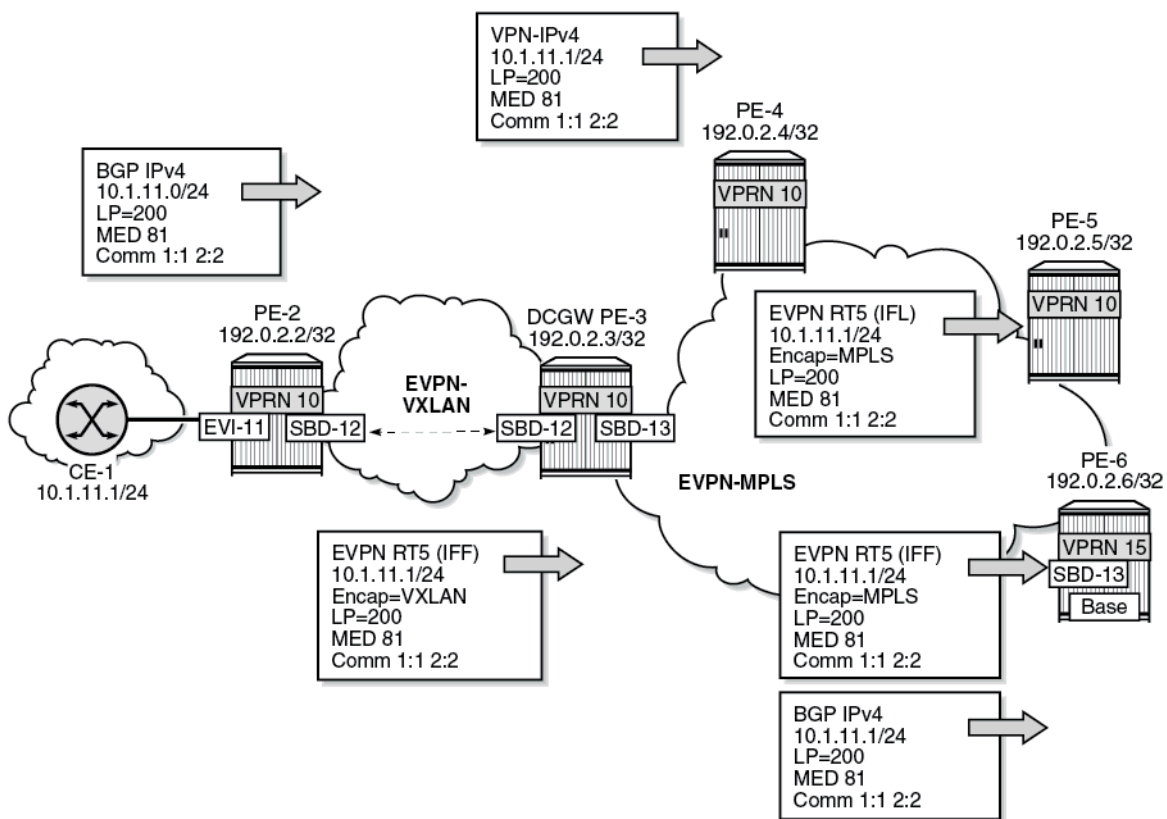 VPN-IPv4
10.1.11.1/24
LP=200
MED 81
Comm 1:1 2:2
PE-4
192.0.2.4/32
VPRN 10
BGP IPv4
10.1.11.0/24
LP=200
MED 81
Comm 1:1 2:2
PE-5
192.0.2.5/32
VPRN 10
EVPN RT5 (IFL)
10.1.11.1/24
Encap=MPLS
LP=200
MED 81
Comm 1:1 2:2
PE-2
192.0.2.2/32
VPRN 10
EVI-11
SBD-12
EVPN-
VXLAN
DCGW PE-3
192.0.2.3/32
VPRN 10
SBD-12
SBD-13
CE-1
10.1.11.1/24
EVPN-MPLS
PE-6
192.0.2.6/32
VPRN 15
SBD-13
Base
EVPN RT5 (IFF)
10.1.11.1/24
Encap=VXLAN
LP=200
MED 81
Comm 1:1 2:2
EVPN RT5 (IFF)
10.1.11.1/24
Encap=MPLS
LP=200
MED 81
Comm 1:1 2:2
BGP IPv4
10.1.11.1/24
LP=200
MED 81
Comm 1:1 2:2